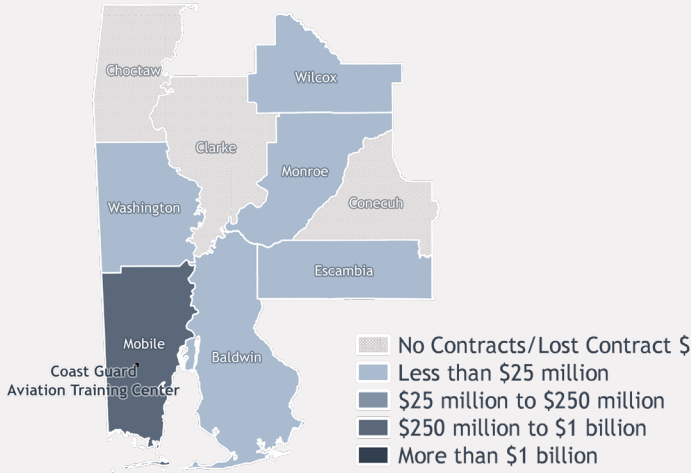 Choctaw
Wilcox
Clarke
Monroe
Washington
Conecuh
Escambia
Mobile
Baldwin
Coast Guard
Aviation Training Center
No Contracts/Lost Contract $
Less than $25 million
$25 million to $250 million
$250 million to $1 billion
More than $1 billion